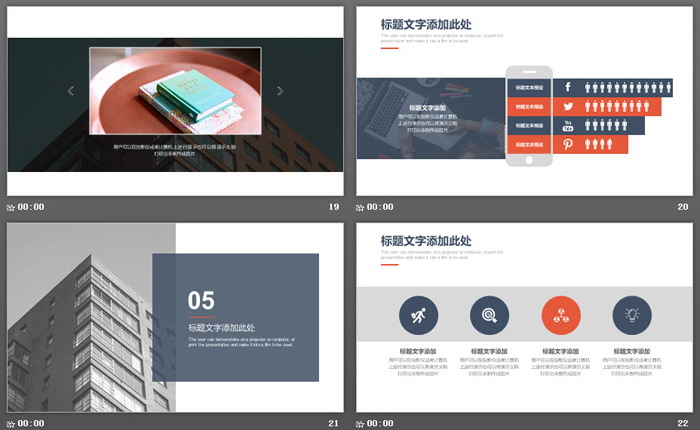 用户可以在投影仪或者计算机上进行演示也可以将演示文稿
打印出来制作成胶片
00:00
19
标题文字添加此处
The user can demonstrate on a projector or computer, or print the
presentation and make it into a film to be used
标题文字添加
用户可以在投影仪或者计算机
上进行演示也可以将演示文稿
打印出来制作成胶片
标题文本预设
标题文本预设
标题文本预设
标题文本预设
You
Tube
00:00
20
05
标题文字添加此处
The user can demonstrate on a projector or computer, or
print the presentation and make it into a film to be used
00:00
21
标题文字添加此处
The user can demonstrate on a projector or computer, or print the
presentation and make it into a film to be used
标题文字添加
用户可以在投影仪或者计算机
上进行演示也可以将演示文稿
打印出来制作成胶片
标题文字添加
用户可以在投影仪或者计算机
上进行演示也可以将演示文稿
打印出来制作成胶片
标题文字添加
用户可以在投影仪或者计算机
上进行演示也可以将演示文稿
打印出来制作成胶片
标题文字添加
用户可以在投影仪或者计算机
上进行演示也可以将演示文稿
打印出来制作成胶片
00:00
22